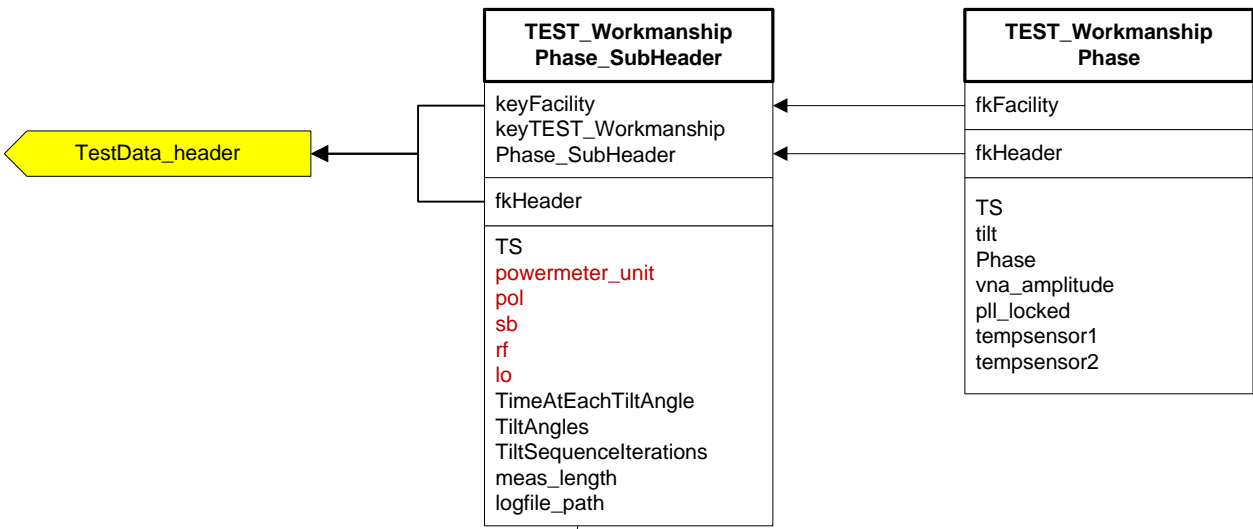 TestData_header
TEST_Workmanship
Phase_SubHeader
keyFacility
keyTEST_Workmanship
Phase_SubHeader
fkHeader
TS
powermeter_unit
pol
sb
rf
lo
TimeAtEachTiltAngle
TiltAngles
TiltSequenceIterations
meas_length
logfile_path
TEST_Workmanship
Phase
fkFacility
fkHeader
TS
tilt
Phase
vna_amplitude
pll_locked
tempsensor1
tempsensor2